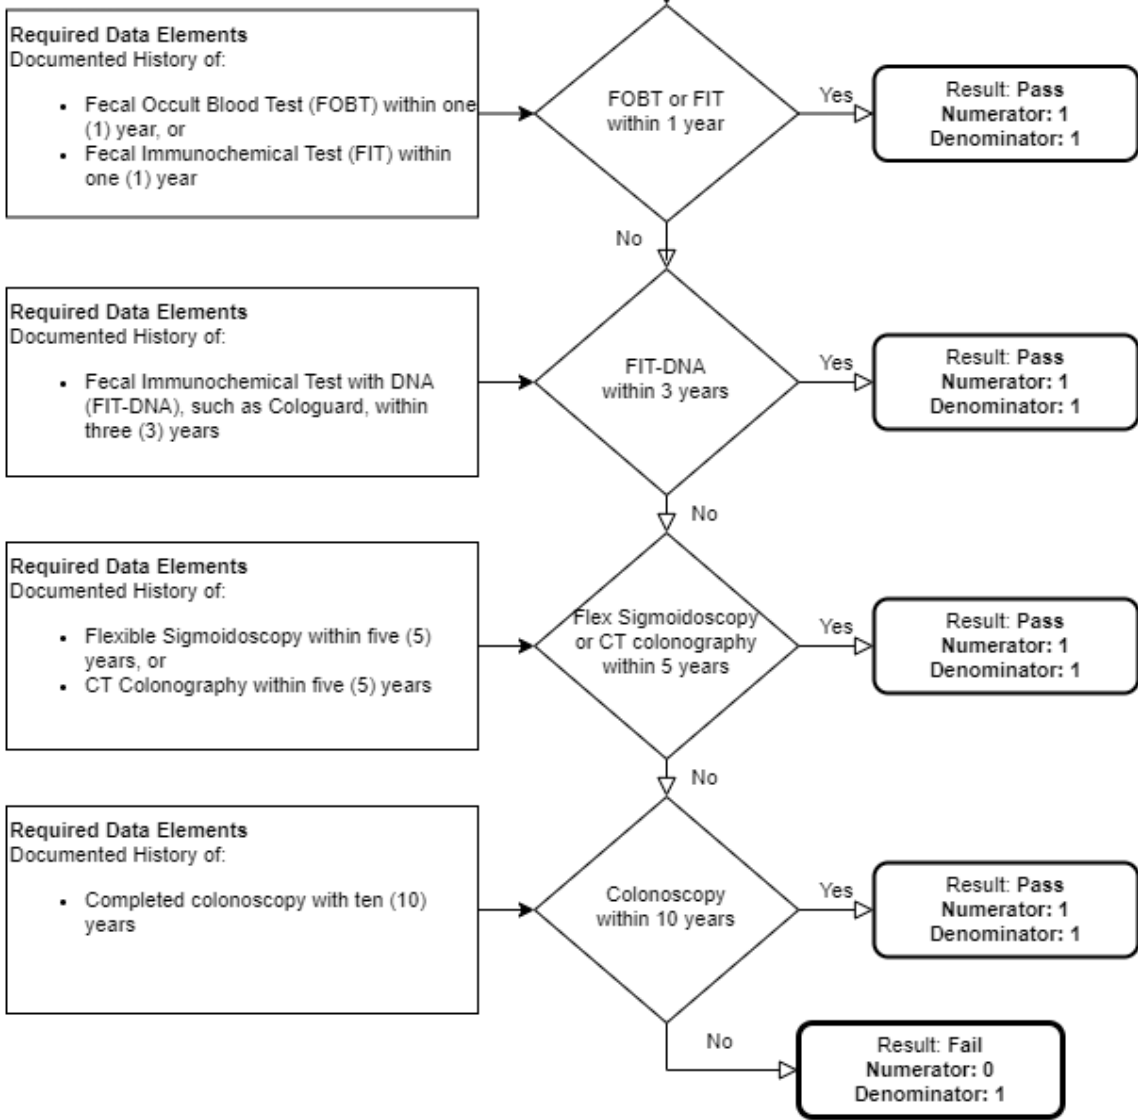 Required Data Elements
Documented History of:
• Fecal Occult Blood Test (FOBT) within one
(1) year, or
• Fecal Immunochemical Test (FIT) within
one (1) year
FOBT or FIT
within 1 year
Yes
Result: Pass
Numerator: 1
Denominator: 1
No
Required Data Elements
Documented History of:
• Fecal Immunochemical Test with DNA
(FIT-DNA), such as Cologuard, within
three (3) years
FIT-DNA
within 3 years
Yes
Result: Pass
Numerator: 1
Denominator: 1
No
Required Data Elements
Documented History of:
• Flexible Sigmoidoscopy within five (5)
years, or
• CT Colonography within five (5) years
Flex Sigmoidoscopy
or CT colonography
within 5 years
Yes
Result: Pass
Numerator: 1
Denominator: 1
No
Required Data Elements
Documented History of:
• Completed colonoscopy with ten (10)
years
Colonoscopy
within 10 years
Yes
Result: Pass
Numerator: 1
Denominator: 1
No
Result: Fail
Numerator: 0
Denominator: 1